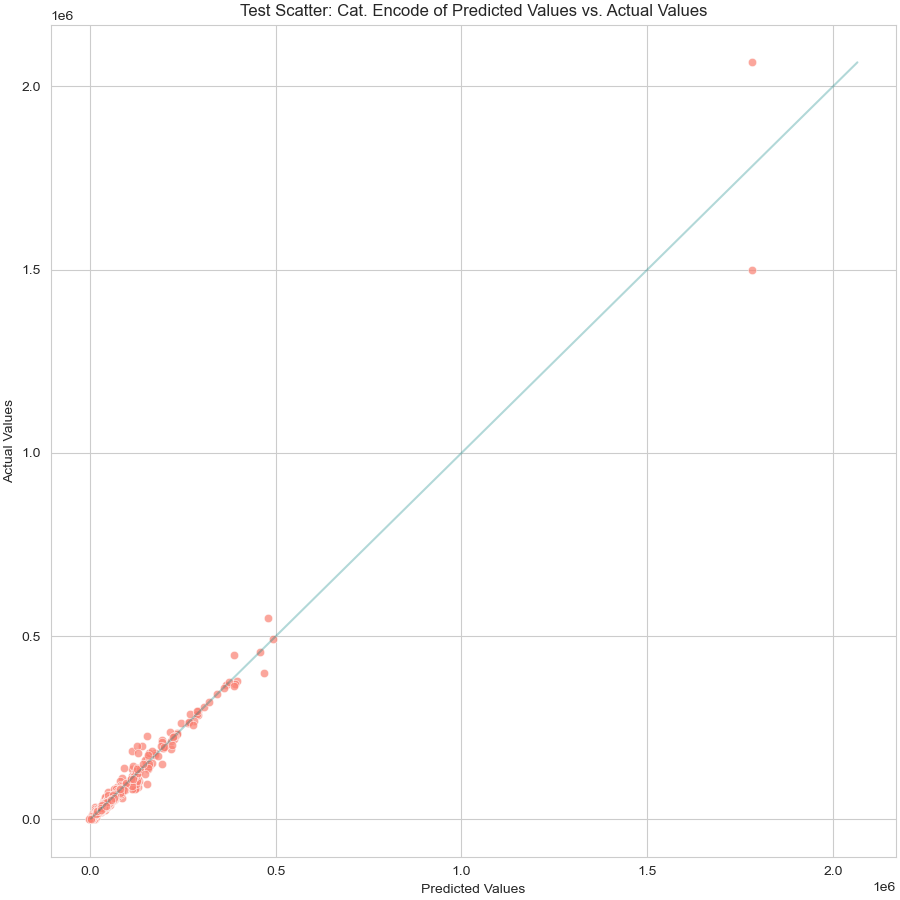 Test Scatter: Cat. Encode of Predicted Values vs. Actual Values
1e6
2.0
1.5
1.0
0.5
0.0
Actual Values
0.0 0.5 1.0 1.5 2.0
Predicted Values
1e6